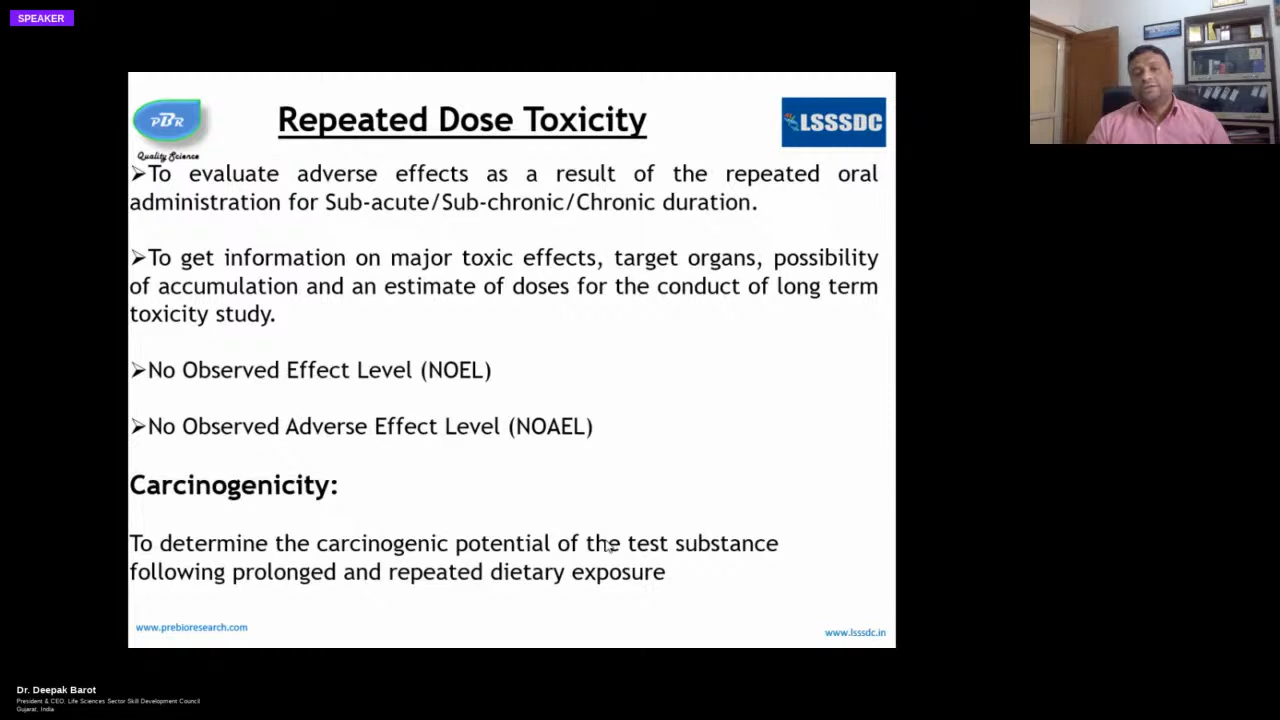 SPEAKER
PBR
Quality Science
Repeated Dose Toxicity
LSSSDC
➢To evaluate adverse effects as a result of the repeated oral
administration for Sub-acute/Sub-chronic/Chronic duration.
➢To get information on major toxic effects, target organs, possibility
of accumulation and an estimate of doses for the conduct of long term
toxicity study.
➢No Observed Effect Level (NOEL)
➢No Observed Adverse Effect Level (NOAEL)
Carcinogenicity:
To determine the carcinogenic potential of the test substance
following prolonged and repeated dietary exposure
www.prebioresearch.com
www.lsssdc.in
Dr. Deepak Barot
President & CEO, Life Sciences Sector Skill Development Council
Gujarat, India